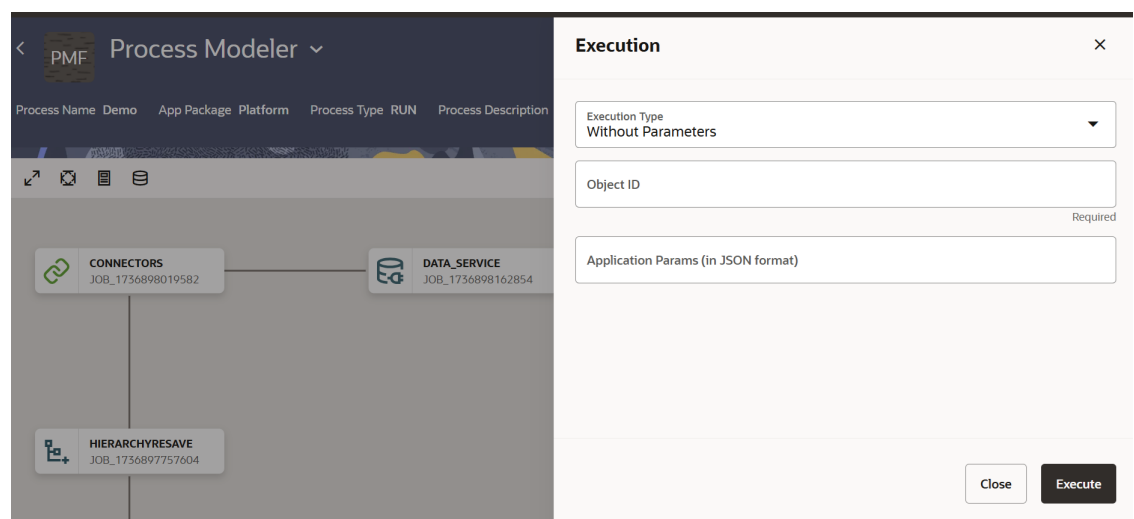 PMF
Process Modeler
Process Name Demo App Package Platform Process Type RUN Process Description
CONNECTORS
JOB_1736898019582
DATA_SERVICE
JOB_1736898162854
HIERARCHYRESAVE
JOB_1736897757604
Execution
Execution Type
Without Parameters
Object ID
Required
Application Params (in JSON format)
Close
Execute